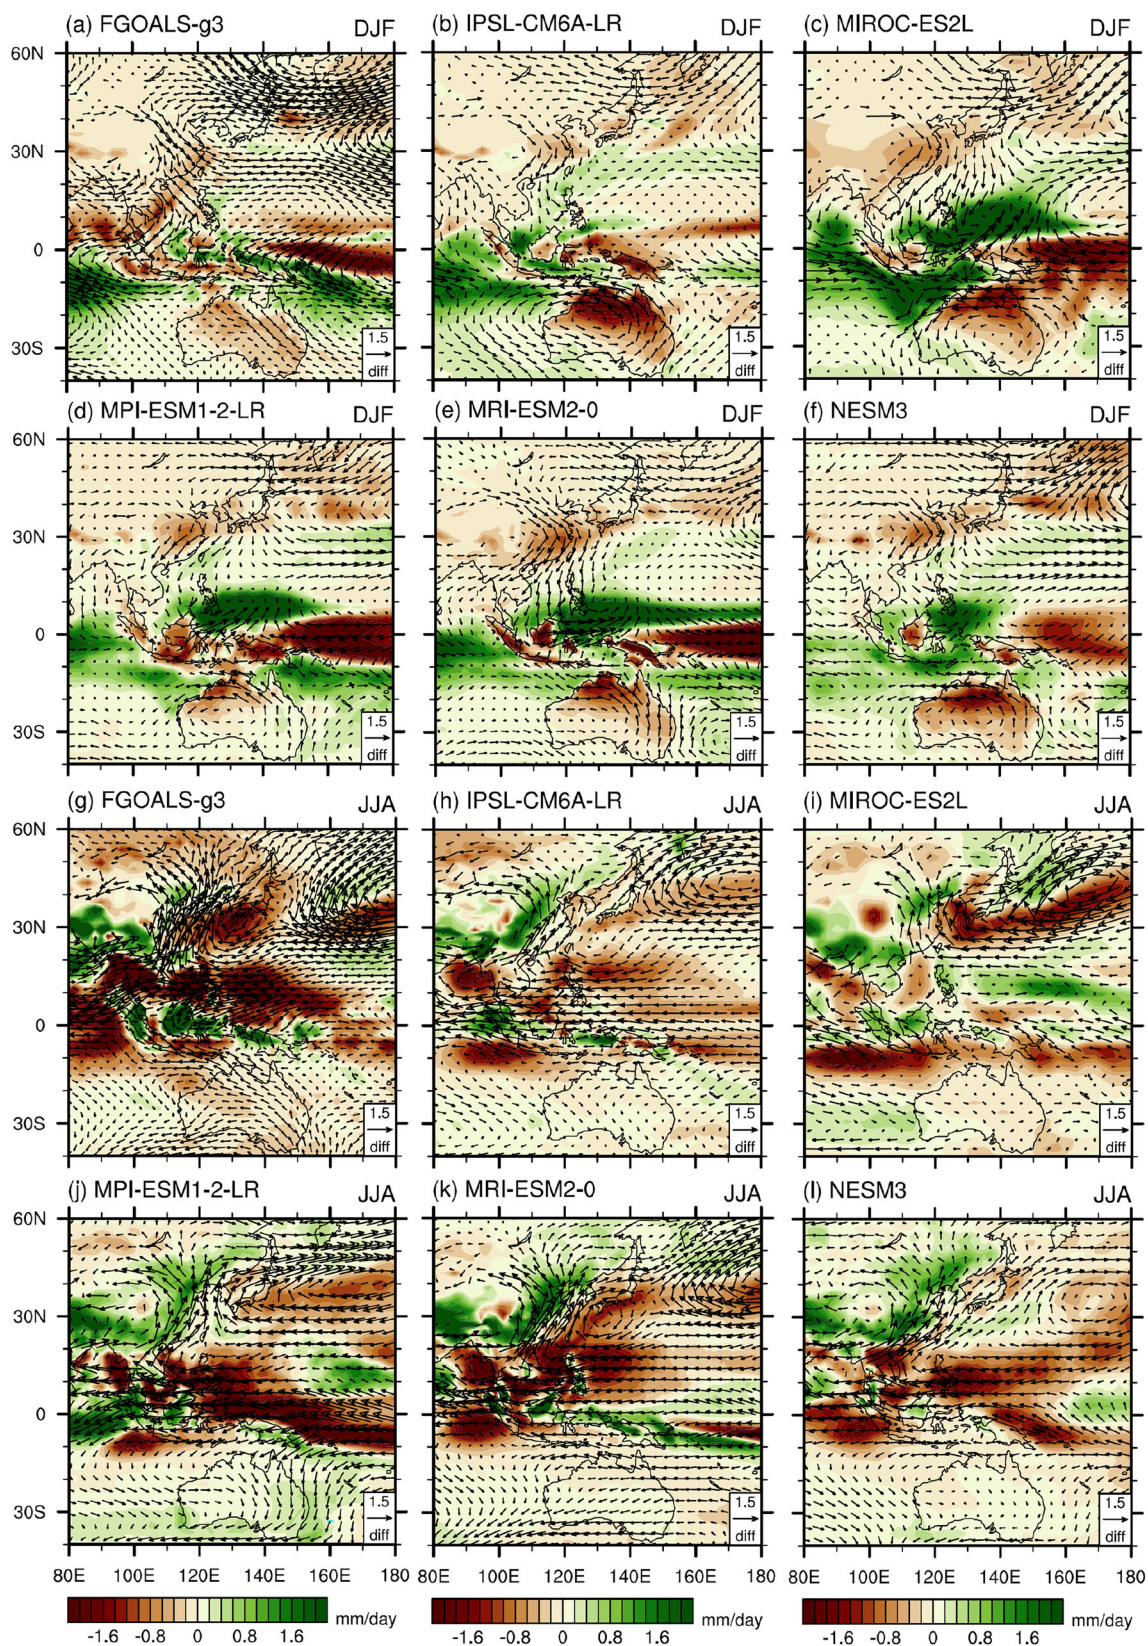 (a) FGOALS-g3 DJF (b) IPSL-CM6A-LR DJF (c) MIROC-ES2L DJF
60N
30N
0
30S
1.5 1.5 1.5
diff diff diff
(d) MPI-ESM1-2-LR DJF (e) MRI-ESM2-0 DJF (f) NESM3 DJF
60N
30N
0
30S
1.5 1.5 1.5
diff diff diff
(g) FGOALS-g3 JJA (h) IPSL-CM6A-LR JJA (i) MIROC-ES2L JJA
60N
30N
0
30S
1.5 1.5 1.5
diff diff diff
(j) MPI-ESM1-2-LR JJA (k) MRI-ESM2-0 JJA (l) NESM3 JJA
60N
30N
0
30S
1.5 1.5 1.5
diff diff diff
80E 100E 120E 140E 160E 180 80E 100E 120E 140E 160E 180 80E 100E 120E 140E 160E 180
mm/day mm/day mm/day
-1.6 -0.8 0 0.8 1.6 -1.6 -0.8 0 0.8 1.6 -1.6 -0.8 0 0.8 1.6